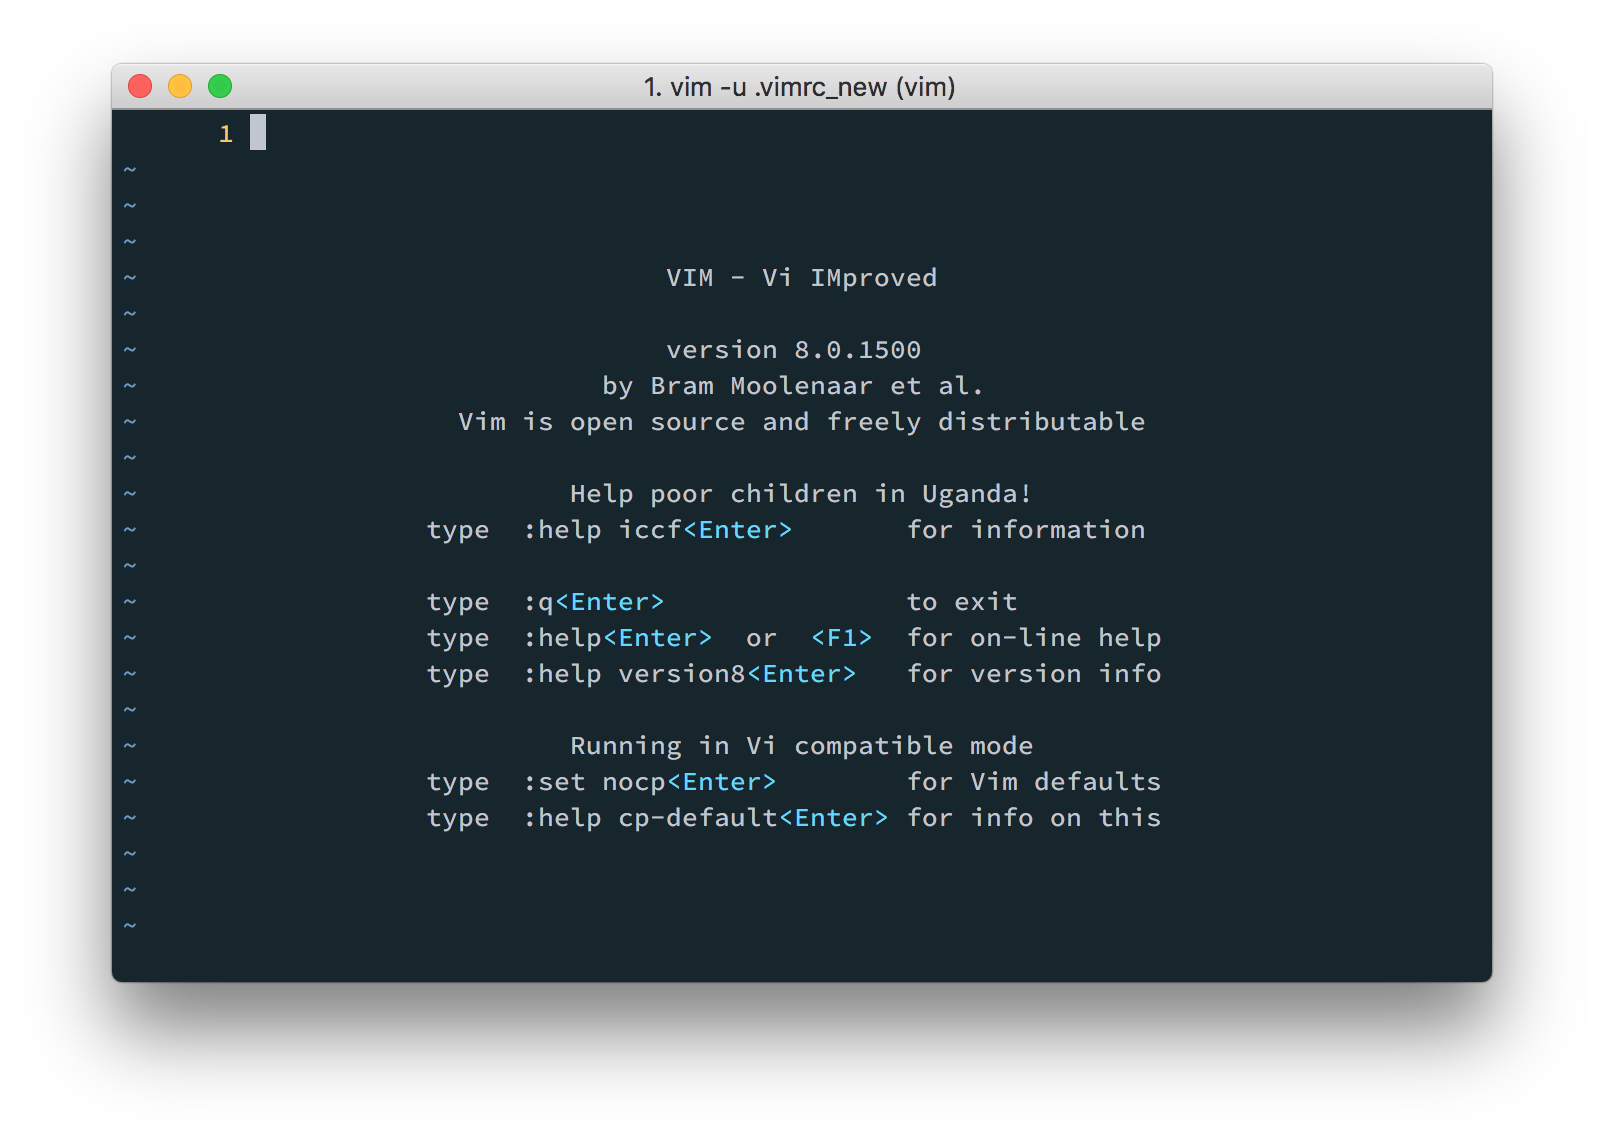 1. vim -u .vimrc_new (vim)
1
~
~
~
~ VIM - Vi IMproved
~
~ version 8.0.1500
~ by Bram Moolenaar et al.
~ Vim is open source and freely distributable
~
~ Help poor children in Uganda!
~ type  :help iccf<Enter>       for information
~
~ type  :q<Enter>               to exit
~ type  :help<Enter>  or  <F1>  for on-line help
~ type  :help version8<Enter>   for version info
~
~ Running in Vi compatible mode
~ type  :set nocp<Enter>        for Vim defaults
~ type  :help cp-default<Enter> for info on this
~
~
~